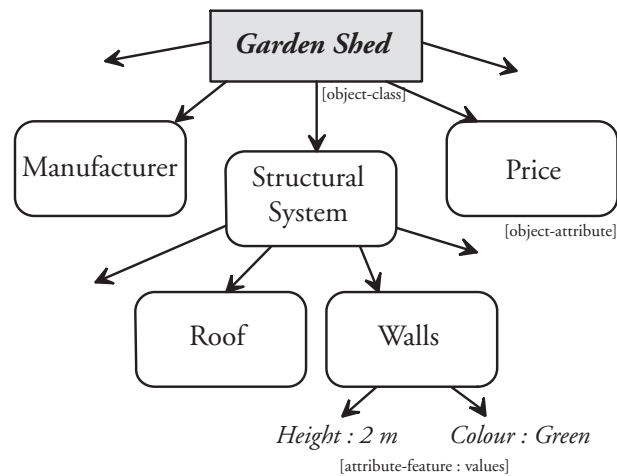 Garden Shed
[object-class]
Manufacturer
Structural
System
Price
[object-attribute]
Roof
Walls
Height : 2 m
Colour : Green
[attribute-feature : values]